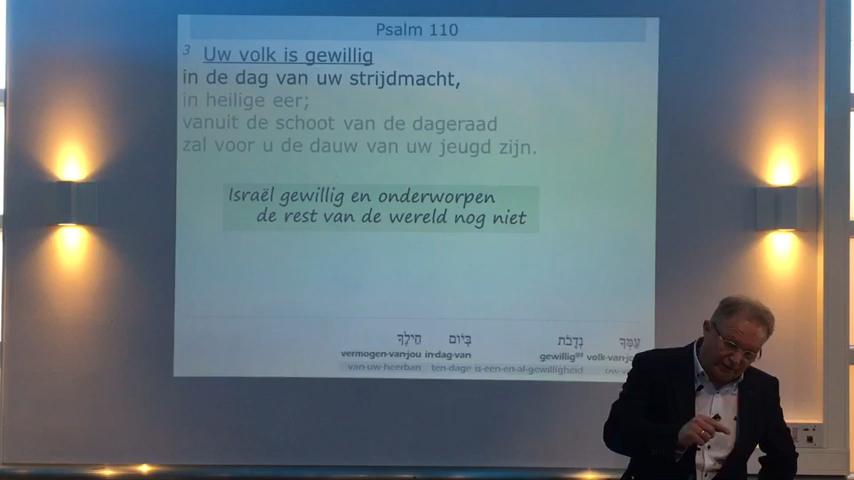 Psalm 110
3 Uw volk is gewillig
in de dag van uw strijdmacht,
in heilige eer;
vanuit de schoot van de dageraad
zal voor u de dauw van uw jeugd zijn.
Israël gewillig en onderworpen
de rest van de wereld nog niet
עַמְּךָ נְדָבֹת בְּיוֹם חֵילֶךָ
vermogen-van-jou in-dag-van gewillig volk-van-
van-uw-heerban ten-dage is-een-en-al-gewilligheid